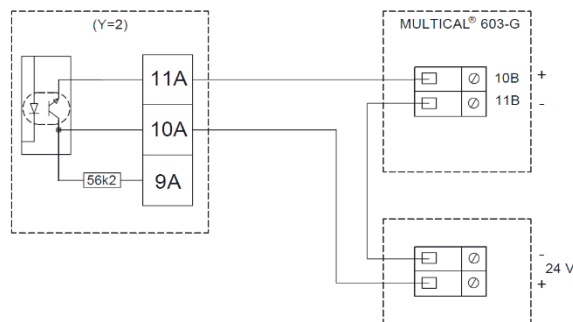 (Y=2)
11A
10A
9A
56k2
MULTICAL® 603-G
10B +
11B -
-
24 V
+